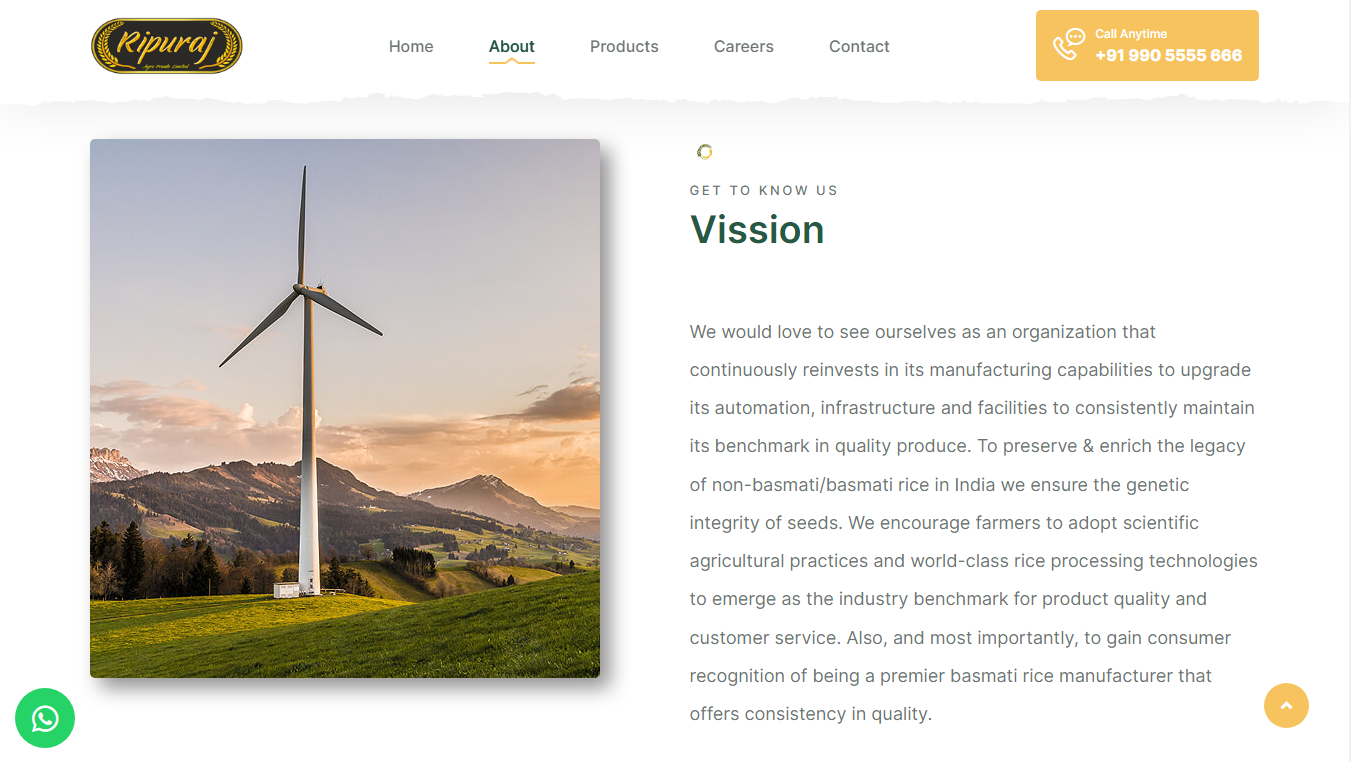 Ripuraj
Agro Private Limited
Home
About
Products
Careers
Contact
Call Anytime
+91 990 5555 666
GET TO KNOW US
Vission
We would love to see ourselves as an organization that
continuously reinvests in its manufacturing capabilities to upgrade
its automation, infrastructure and facilities to consistently maintain
its benchmark in quality produce. To preserve & enrich the legacy
of non-basmati/basmati rice in India we ensure the genetic
integrity of seeds. We encourage farmers to adopt scientific
agricultural practices and world-class rice processing technologies
to emerge as the industry benchmark for product quality and
customer service. Also, and most importantly, to gain consumer
recognition of being a premier basmati rice manufacturer that
offers consistency in quality.